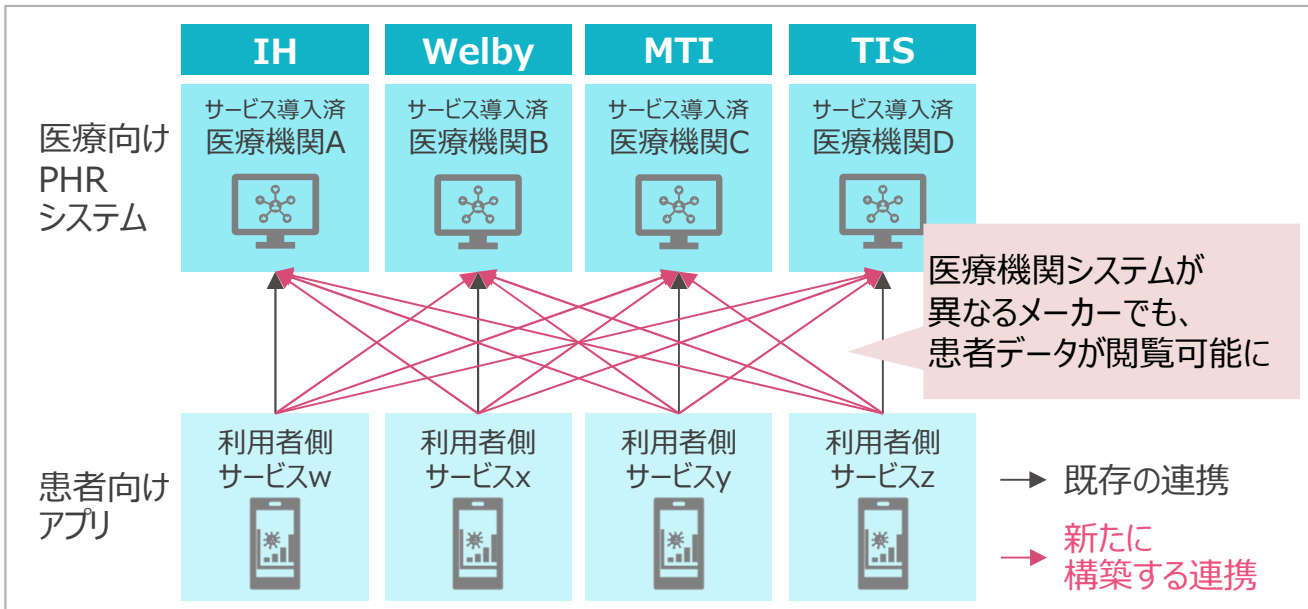 IH
Welby
MTI
TIS
医療向け
PHR
システム
サービス導入済
医療機関A
サービス導入済
医療機関B
サービス導入済
医療機関C
サービス導入済
医療機関D
医療機関システムが
異なるメーカーでも、
患者データが閲覧可能に
患者向け
アプリ
利用者側
サービスw
利用者側
サービスx
利用者側
サービスy
利用者側
サービスz
既存の連携
新たに
構築する連携